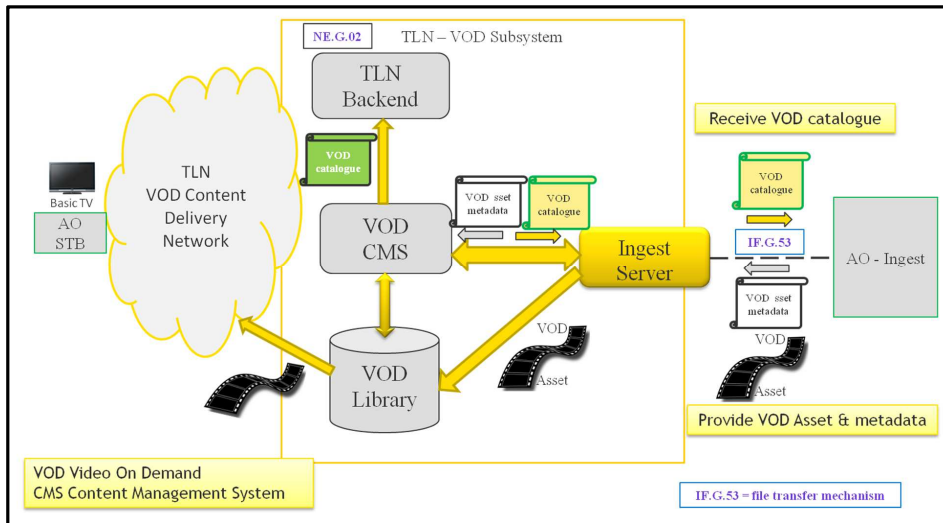 NE.G.02
TLN – VOD Subsystem
TLN
Backend
Receive VOD catalogue
VOD
catalogue
TLN
VOD Content
Delivery
Network
Basic TV
AO
STB
VOD
CMS
VOD sset
metadata
VOD
catalogue
Ingest
Server
VOD
catalogue
IF.G.53
AO - Ingest
VOD sset
metadata
VOD
Asset
VOD
Library
VOD
Asset
Provide VOD Asset & metadata
VOD Video On Demand
CMS Content Management System
IF.G.53 = file transfer mechanism